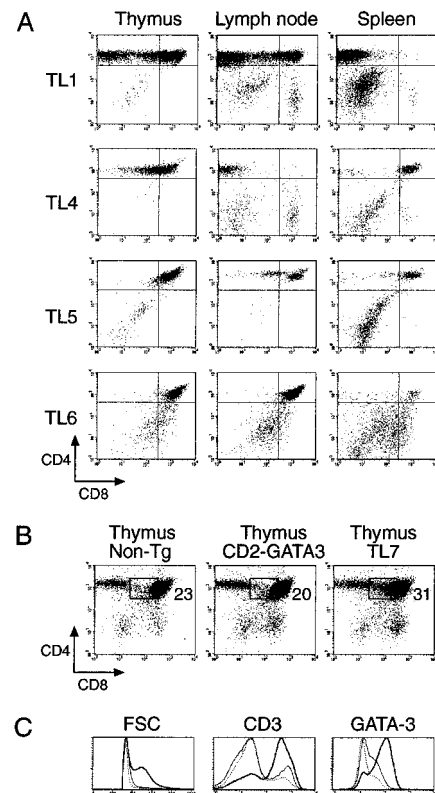 A
Thymus Lymph node Spleen
TL1
TL4
TL5
TL6
CD4
CD8
B
Thymus Thymus Thymus
Non-Tg CD2-GATA3 TL7
23 20 31
CD4
CD8
C
FSC CD3 GATA-3